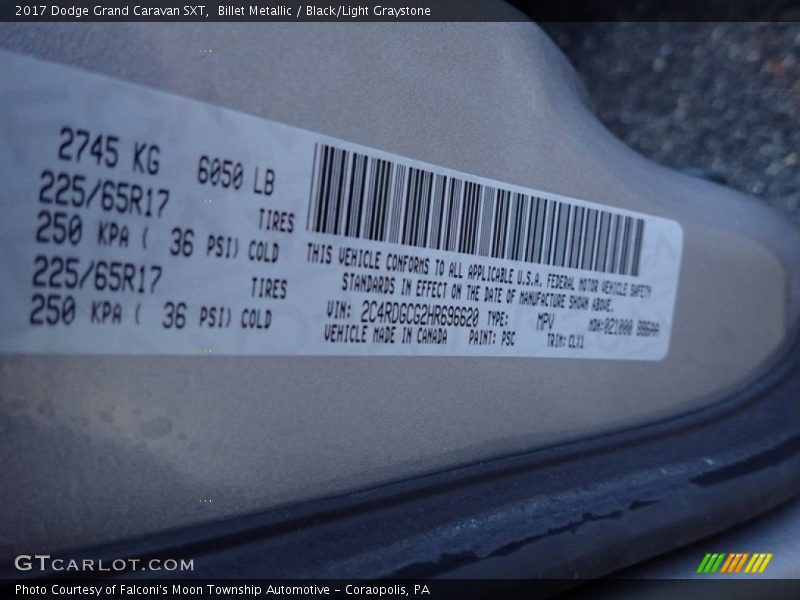 2017 Dodge Grand Caravan SXT,  Billet Metallic / Black/Light Graystone
2745 KG 6050 LB
225/65R17 TIRES
250 KPA ( 36 PSI) COLD
225/65R17 TIRES
250 KPA ( 36 PSI) COLD
THIS VEHICLE CONFORMS TO ALL APPLICABLE U.S.A. FEDERAL MOTOR VEHICLE SAFETY
STANDARDS IN EFFECT ON THE DATE OF MANUFACTURE SHOWN ABOVE.
VIN: 2C4RDGCG2HR696620 TYPE: MPV MDH:021000
VEHICLE MADE IN CANADA PAINT: PSC TRIM: CLX1
GTCARLOT.COM
Photo Courtesy of Falconi's Moon Township Automotive - Coraopolis, PA